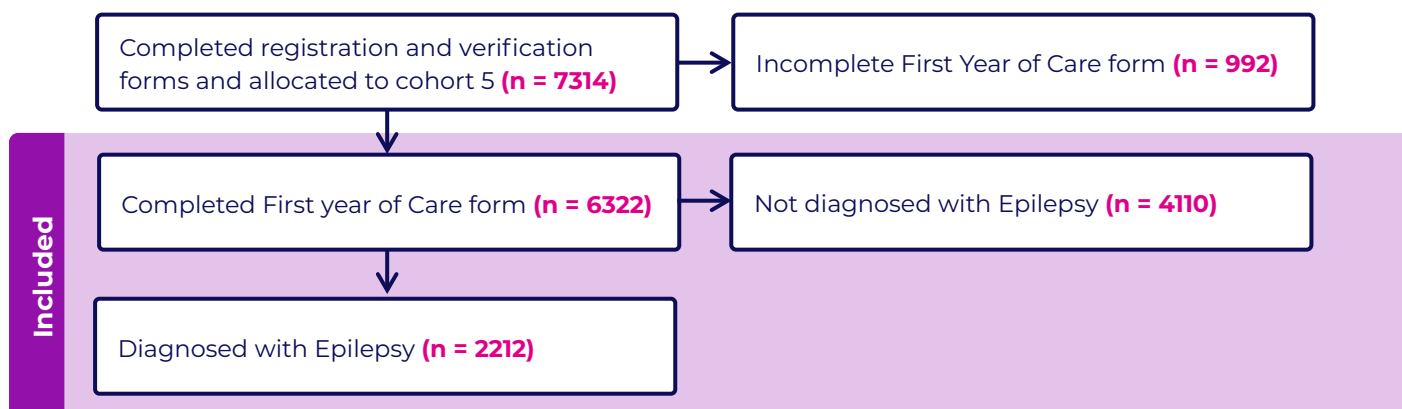 Completed registration and verification
forms and allocated to cohort 5 (n = 7314)
Incomplete First Year of Care form (n = 992)
Included
Completed First year of Care form (n = 6322)
Not diagnosed with Epilepsy (n = 4110)
Diagnosed with Epilepsy (n = 2212)